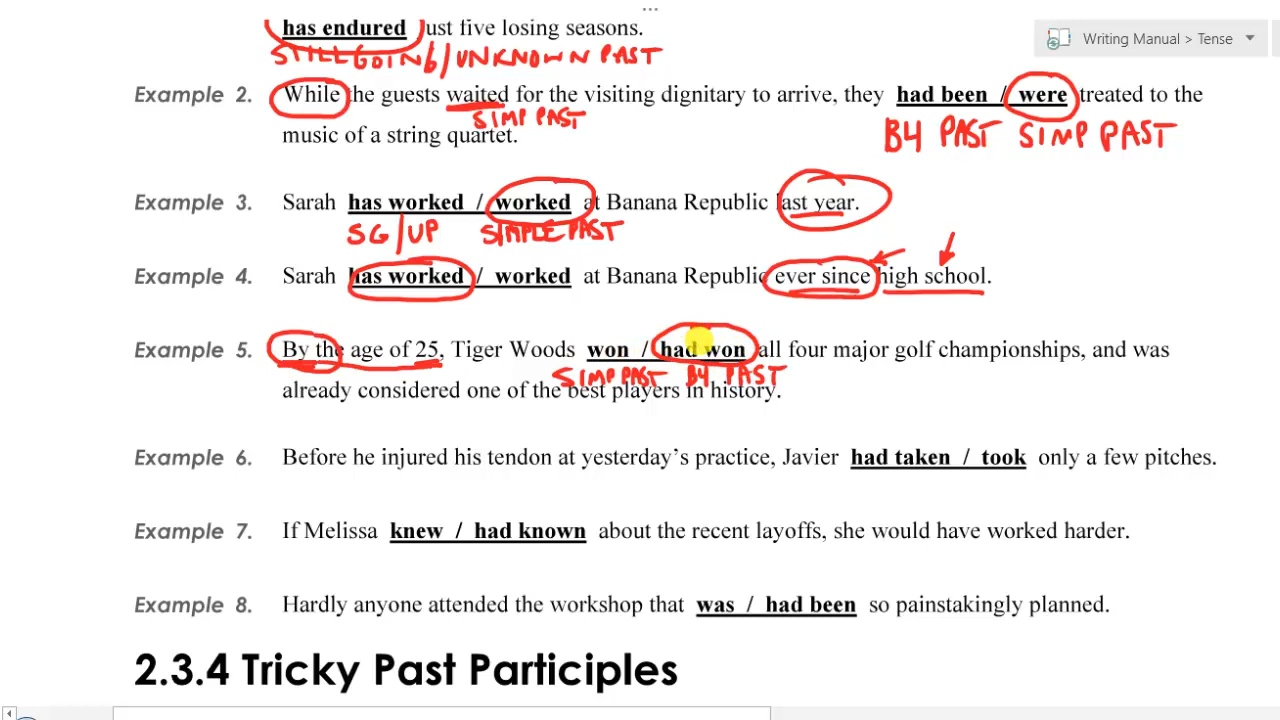 ...
has endured just five losing seasons.
Writing Manual > Tense
STILL GOING/UNKNOWN PAST
Example 2. While the guests waited for the visiting dignitary to arrive, they had been / were treated to the
SIMP PAST B4 PAST SIMP PAST
music of a string quartet.
Example 3. Sarah has worked / worked at Banana Republic last year.
SG/UP SIMPLE PAST
Example 4. Sarah has worked / worked at Banana Republic ever since high school.
Example 5. By the age of 25, Tiger Woods won / had won all four major golf championships, and was
SIMP PAST B4 PAST
already considered one of the best players in history.
Example 6. Before he injured his tendon at yesterday's practice, Javier had taken / took only a few pitches.
Example 7. If Melissa knew / had known about the recent layoffs, she would have worked harder.
Example 8. Hardly anyone attended the workshop that was / had been so painstakingly planned.
2.3.4 Tricky Past Participles